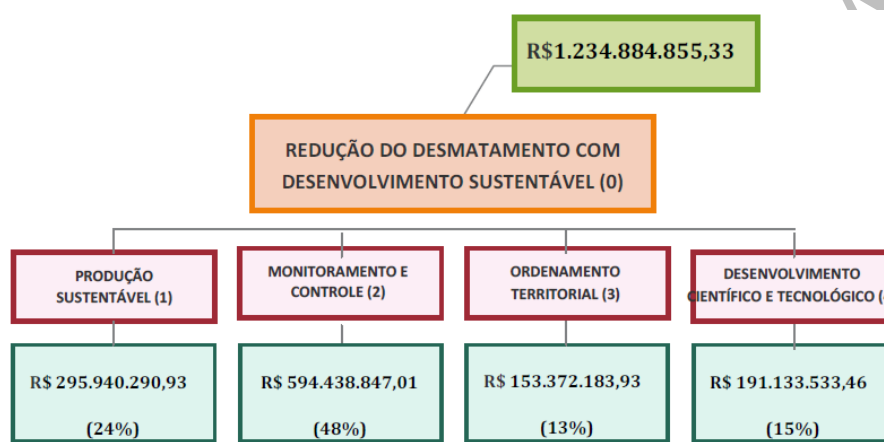 R$1.234.884.855,33
REDUÇÃO DO DESMATAMENTO COM
DESENVOLVIMENTO SUSTENTÁVEL (0)
PRODUÇÃO
SUSTENTÁVEL (1)
MONITORAMENTO E
CONTROLE (2)
ORDENAMENTO
TERRITORIAL (3)
DESENVOLVIMENTO
CIENTÍFICO E TECNOLÓGICO (
R$ 295.940.290,93
(24%)
R$ 594.438.847,01
(48%)
R$ 153.372.183,93
(13%)
R$ 191.133.533,46
(15%)